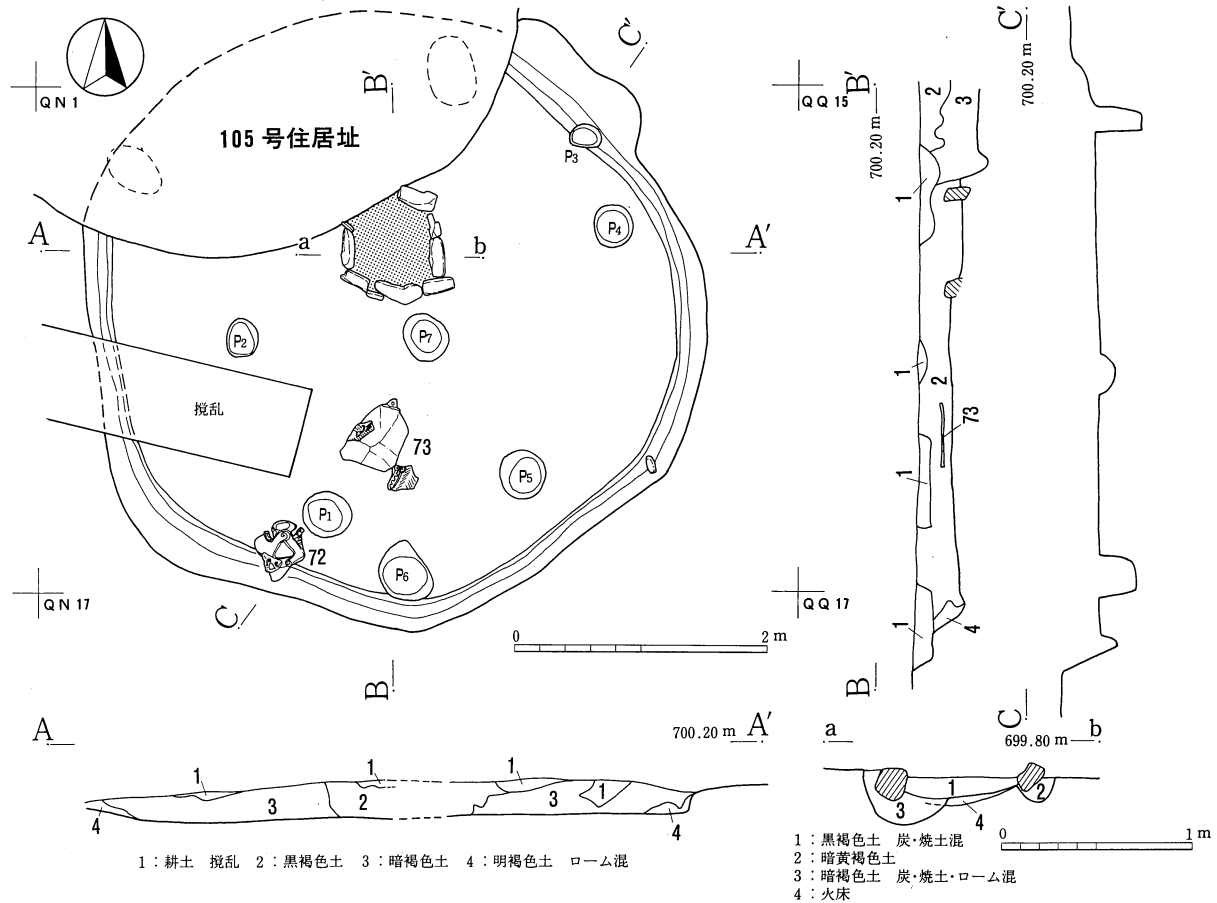 QN1
105号住居址
B′
C″
P3
P4
A
a
b
A′
P2
P7
撹乱
73
P5
P1
72
P6
QN17
C
0 2m
B
QQ15
B′
700.20m
2
3
1
1
2
73
1
1
4
QQ17
B
C′
700.20m
C
A
700.20m A′
1
1
1
3
2
3
1
4
4
1：耕土 撹乱 2：黒褐色土 3：暗褐色土 4：明褐色土 ローム混
a
699.80m b
1
2
3
4
1：黒褐色土 炭・焼土混
2：暗黄褐色土
3：暗褐色土 炭・焼土・ローム混
4：火床
0 1m